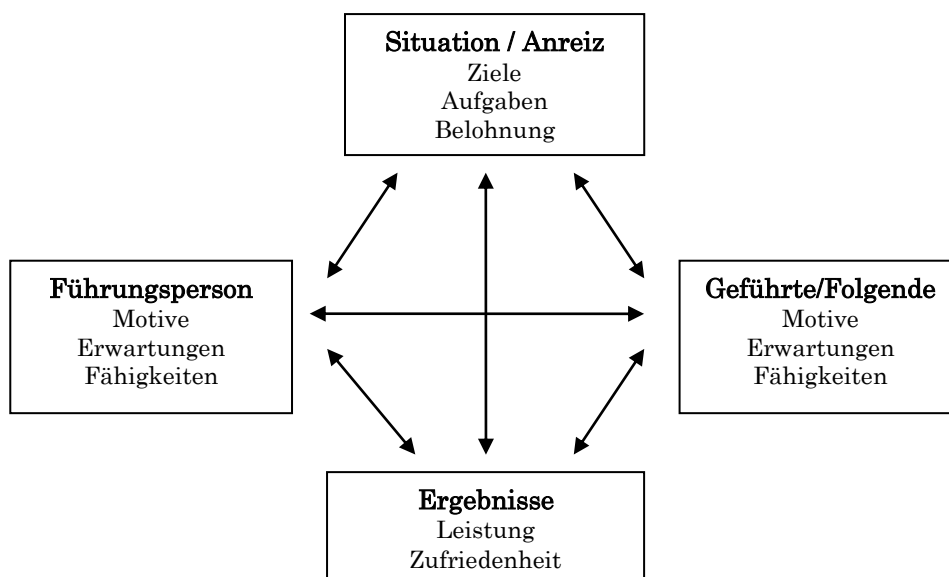 Situation / Anreiz
Ziele
Aufgaben
Belohnung
Führungsperson
Motive
Erwartungen
Fähigkeiten
Geführte/Folgende
Motive
Erwartungen
Fähigkeiten
Ergebnisse
Leistung
Zufriedenheit